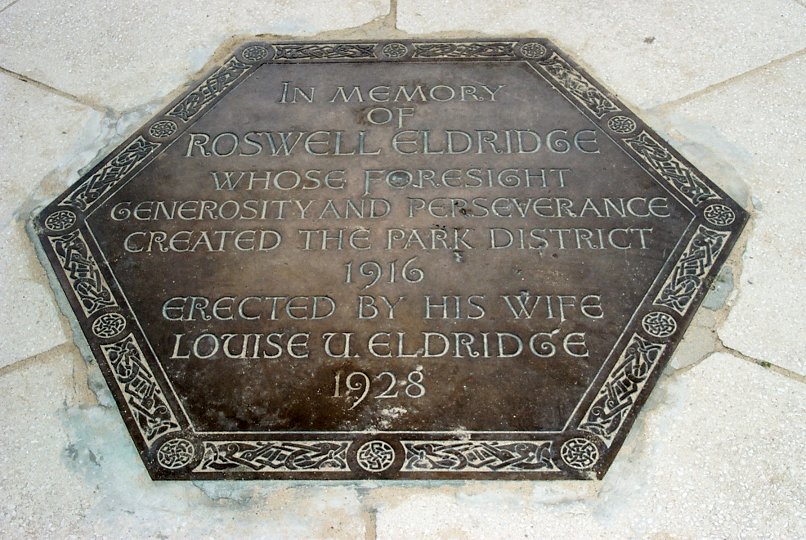 IN MEMORY
OF
ROSWELL ELDRIDGE
WHOSE FORESIGHT
GENEROSITY AND PERSEVERANCE
CREATED THE PARK DISTRICT
1916
ERECTED BY HIS WIFE
LOUISE U. ELDRIDGE
1928